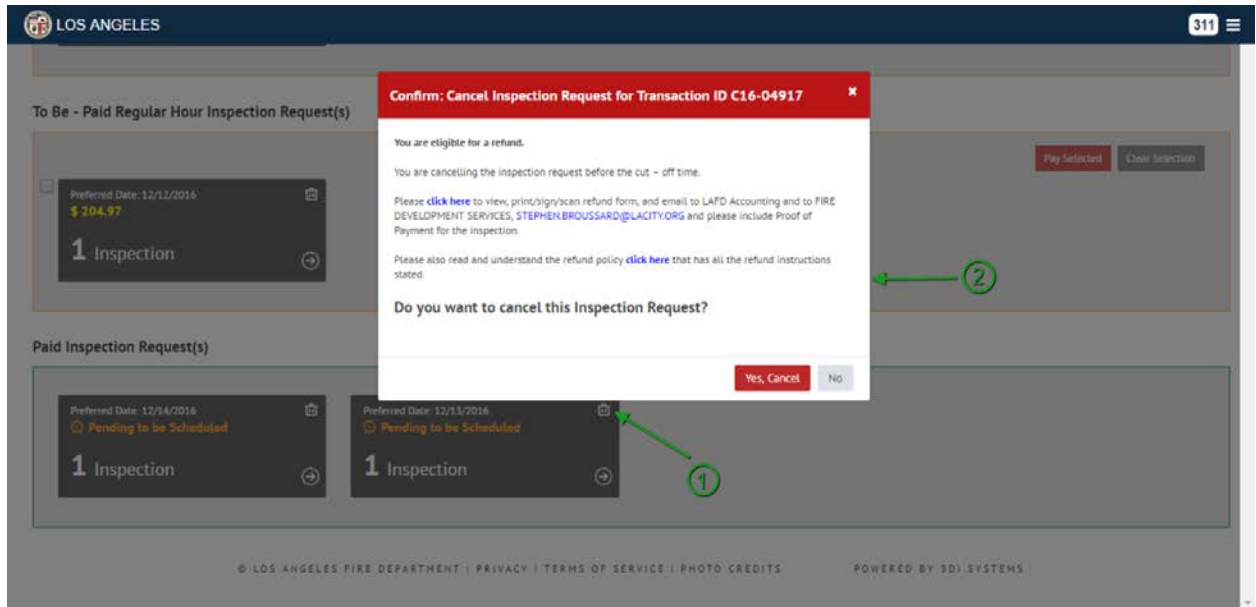 LOS ANGELES
311
To Be - Paid Regular Hour Inspection Request(s)
Pay Selected
Clear Selection
Preferred Date: 12/12/2016
$ 204.97
1 Inspection
Confirm: Cancel Inspection Request for Transaction ID C16-04917
You are eligible for a refund.
You are cancelling the inspection request before the cut – off time.
Please click here to view, print/sign/scan refund form, and email to LAFD Accounting and to FIRE
DEVELOPMENT SERVICES, STEPHEN.BROUSSARD@LACITY.ORG and please include Proof of
Payment for the inspection.
Please also read and understand the refund policy click here that has all the refund instructions
stated.
Do you want to cancel this Inspection Request?
Yes, Cancel
No
2
Paid Inspection Request(s)
Preferred Date: 12/14/2016
Pending to be Scheduled
1 Inspection
Preferred Date: 12/13/2016
Pending to be Scheduled
1 Inspection
1
© LOS ANGELES FIRE DEPARTMENT | PRIVACY | TERMS OF SERVICE | PHOTO CREDITS
POWERED BY 3DI SYSTEMS